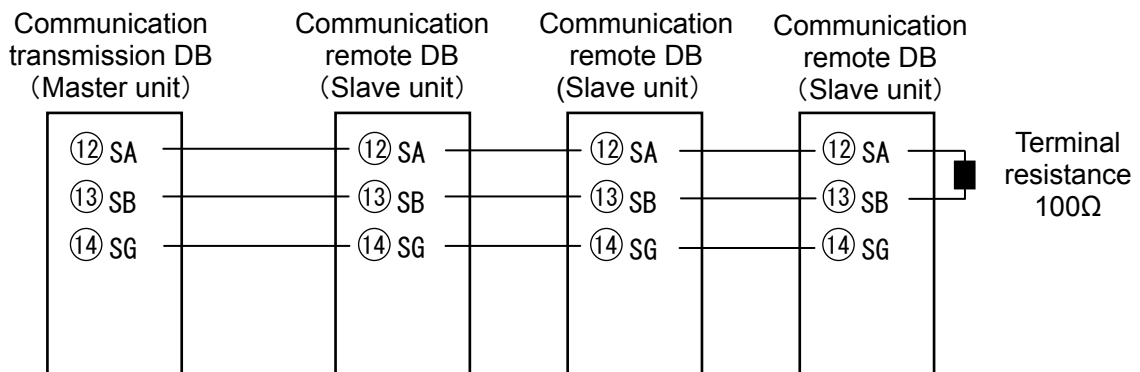 Communication
transmission DB
（Master unit）
Communication
remote DB
（Slave unit）
Communication
remote DB
(Slave unit）
Communication
remote DB
（Slave unit）
⑫ SA
⑬ SB
⑭ SG
⑫ SA
⑬ SB
⑭ SG
⑫ SA
⑬ SB
⑭ SG
⑫ SA
⑬ SB
⑭ SG
Terminal
resistance
100Ω